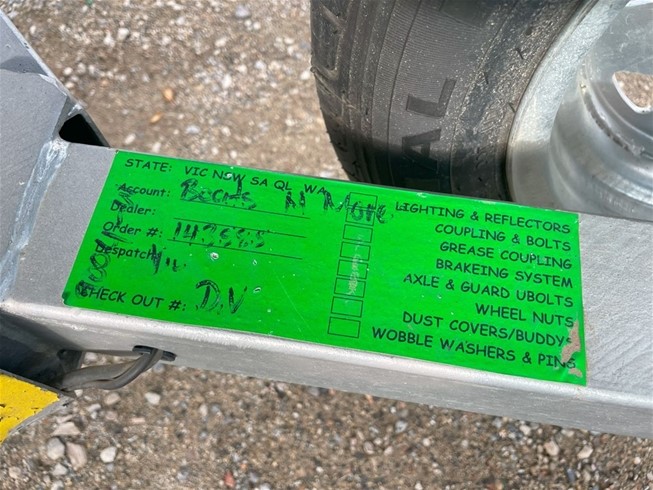 STATE: VIC NSW SA QL WA
Account: Boats N More
Dealer:
Order #: 143585
Despatch: Vic
CHECK OUT #: D.V
LIGHTING & REFLECTORS
COUPLING & BOLTS
GREASE COUPLING
BRAKEING SYSTEM
AXLE & GUARD UBOLTS
WHEEL NUTS
DUST COVERS/BUDDYS
WOBBLE WASHERS & PINS